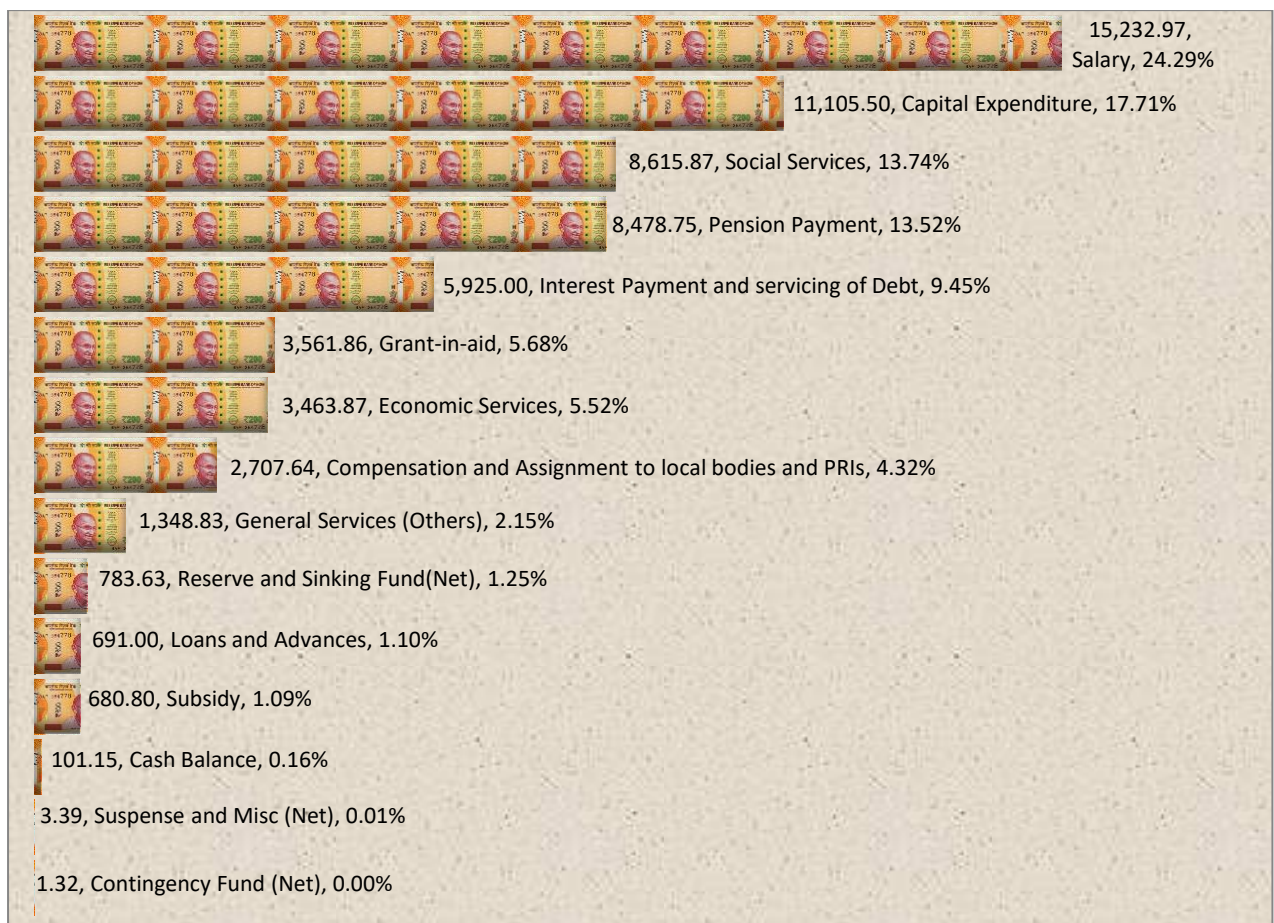 15,232.97,
Salary, 24.29%
11,105.50, Capital Expenditure, 17.71%
8,615.87, Social Services, 13.74%
8,478.75, Pension Payment, 13.52%
5,925.00, Interest Payment and servicing of Debt, 9.45%
3,561.86, Grant-in-aid, 5.68%
3,463.87, Economic Services, 5.52%
2,707.64, Compensation and Assignment to local bodies and PRIs, 4.32%
1,348.83, General Services (Others), 2.15%
783.63, Reserve and Sinking Fund(Net), 1.25%
691.00, Loans and Advances, 1.10%
680.80, Subsidy, 1.09%
101.15, Cash Balance, 0.16%
3.39, Suspense and Misc (Net), 0.01%
1.32, Contingency Fund (Net), 0.00%